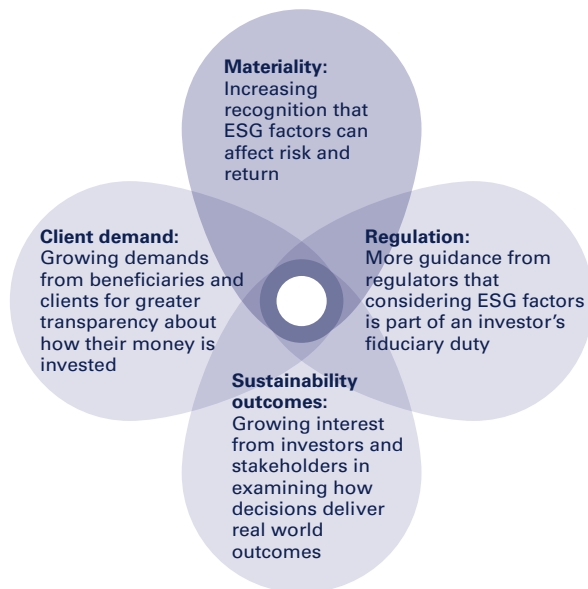 Materiality:
Increasing
recognition that
ESG factors can
affect risk and
return
Client demand:
Growing demands
from beneficiaries and
clients for greater
transparency about
how their money is
invested
Regulation:
More guidance from
regulators that
considering ESG factors
is part of an investor’s
fiduciary duty
Sustainability
outcomes:
Growing interest
from investors and
stakeholders in
examining how
decisions deliver
real world
outcomes